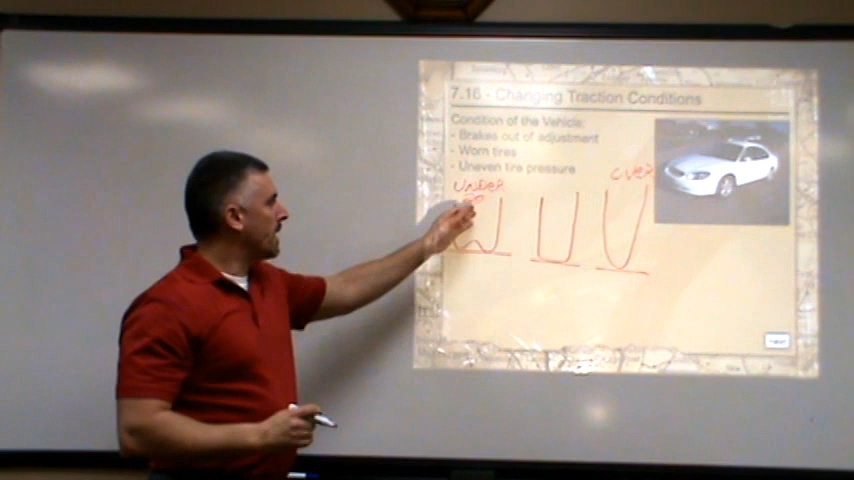 7.16 - Changing Traction Conditions
Condition of the Vehicle:
- Brakes out of adjustment
- Worn tires
- Uneven tire pressure
UNDER
OVER